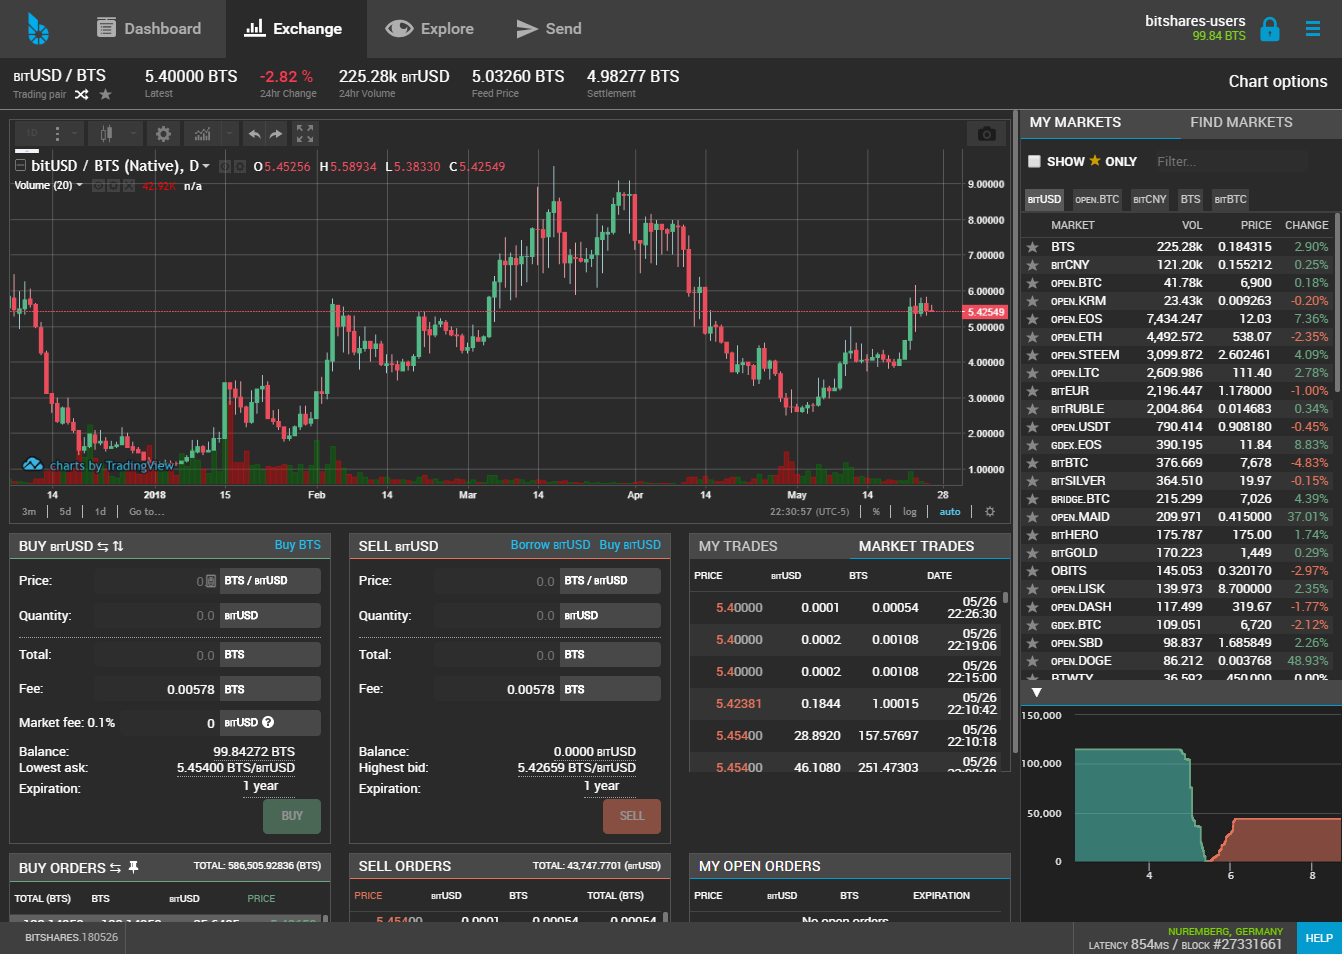 Dashboard
Exchange
Explore
Send
bitshares-users
99.84 BTS
BITUSD / BTS
Trading pair
5.40000 BTS
Latest
-2.82 %
24hr Change
225.28k BITUSD
24hr Volume
5.03260 BTS
Feed Price
4.98277 BTS
Settlement
Chart options
1D
bitUSD / BTS (Native), D
O5.45256 H5.58934 L5.38330 C5.42549
Volume (20)
42.92K n/a
9.00000
8.00000
7.00000
6.00000
5.42549
5.00000
4.00000
3.00000
2.00000
1.00000
charts by TradingView
14 2018 15 Feb 14 Mar 14 Apr 14 May 14 28
3m 5d 1d Go to...
22:30:57 (UTC-5) % log auto
MY MARKETS
FIND MARKETS
SHOW ★ ONLY
Filter...
BITUSD OPEN.BTC BITCNY BTS BITBTC
MARKET VOL PRICE CHANGE
BTS 225.28k 0.184315 2.90%
BITCNY 121.20k 0.155212 0.25%
OPEN.BTC 41.78k 6,900 0.18%
OPEN.KRM 23.43k 0.009263 -0.20%
OPEN.EOS 7,434.247 12.03 7.36%
OPEN.ETH 4,492.572 538.07 -2.35%
OPEN.STEEM 3,099.872 2.602461 4.09%
OPEN.LTC 2,609.986 111.40 2.78%
BITEUR 2,196.447 1.178000 -1.00%
BITRUBLE 2,004.864 0.014683 0.34%
OPEN.USDT 790.414 0.908180 -0.45%
GDEX.EOS 390.195 11.84 8.83%
BITBTC 376.669 7,678 -4.83%
BITSILVER 364.510 19.97 -0.15%
BRIDGE.BTC 215.299 7,026 4.39%
OPEN.MAID 209.971 0.415000 37.01%
BITHERO 175.787 175.00 1.74%
BITGOLD 170.223 1,449 0.29%
OBITS 145.053 0.320170 -2.97%
OPEN.LISK 139.973 8.700000 2.35%
OPEN.DASH 117.499 319.67 -1.77%
GDEX.BTC 109.051 6,720 -2.12%
OPEN.SBD 98.837 1.685849 2.26%
OPEN.DOGE 86.212 0.003768 48.93%
BTWTY 36.592 450.000 0.00%
▼
150,000
100,000
50,000
0
4 6 8
BUY BITUSD
Buy BTS
Price: BTS / BITUSD
Quantity: 0.0 BITUSD
Total: 0.0 BTS
Fee: 0.00578 BTS
Market fee: 0.1% 0 BITUSD
Balance: 99.84272 BTS
Lowest ask: 5.45400 BTS/BITUSD
Expiration: 1 year
BUY
SELL BITUSD
Borrow BITUSD Buy BITUSD
Price: 0.0 BTS / BITUSD
Quantity: 0.0 BITUSD
Total: 0.0 BTS
Fee: 0.00578 BTS
Balance: 0.0000 BITUSD
Highest bid: 5.42659 BTS/BITUSD
Expiration: 1 year
SELL
MY TRADES
MARKET TRADES
PRICE BITUSD BTS DATE
5.40000 0.0001 0.00054 05/26 22:26:30
5.40000 0.0002 0.00108 05/26 22:19:06
5.40000 0.0002 0.00108 05/26 22:15:00
5.42381 0.1844 1.00015 05/26 22:10:42
5.45400 28.8920 157.57697 05/26 22:10:18
5.45400 46.1080 251.47303 05/26
BUY ORDERS
TOTAL: 586,505.92836 (BTS)
TOTAL (BTS) BTS BITUSD PRICE
SELL ORDERS
TOTAL: 43,747.7701 (BITUSD)
PRICE BITUSD BTS TOTAL (BTS)
5.45400 0.0001 0.00054 0.00054
MY OPEN ORDERS
PRICE BITUSD BTS EXPIRATION
No open orders
BITSHARES.180526
NUREMBERG, GERMANY
LATENCY 854MS / BLOCK #27331661
HELP